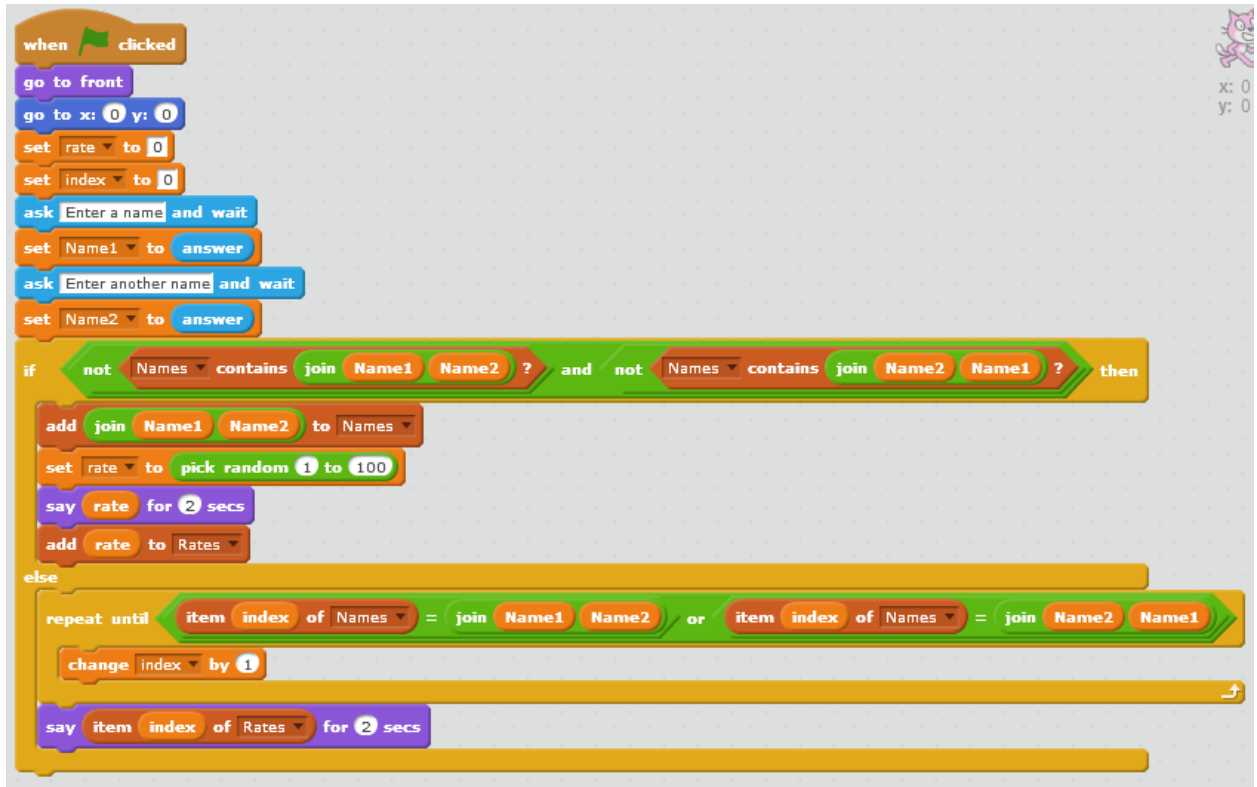 when clicked
go to front
go to x: 0 y: 0
set rate to 0
set index to 0
ask Enter a name and wait
set Name1 to answer
ask Enter another name and wait
set Name2 to answer
if not Names contains join Name1 Name2 ? and not Names contains join Name2 Name1 ? then
add join Name1 Name2 to Names
set rate to pick random 1 to 100
say rate for 2 secs
add rate to Rates
else
repeat until item index of Names = join Name1 Name2 or item index of Names = join Name2 Name1
change index by 1
say item index of Rates for 2 secs
x: 0
y: 0